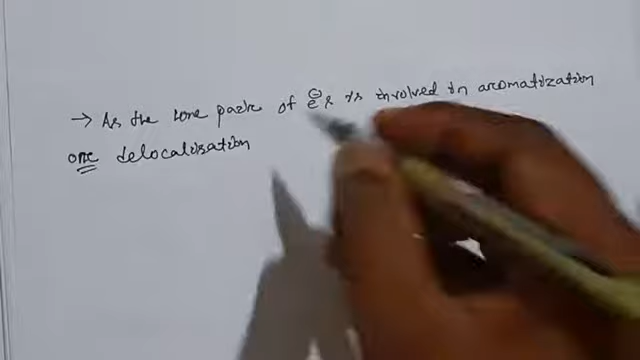 → As the lone pair of e⊖s is involved in aromatization
one delocalisation